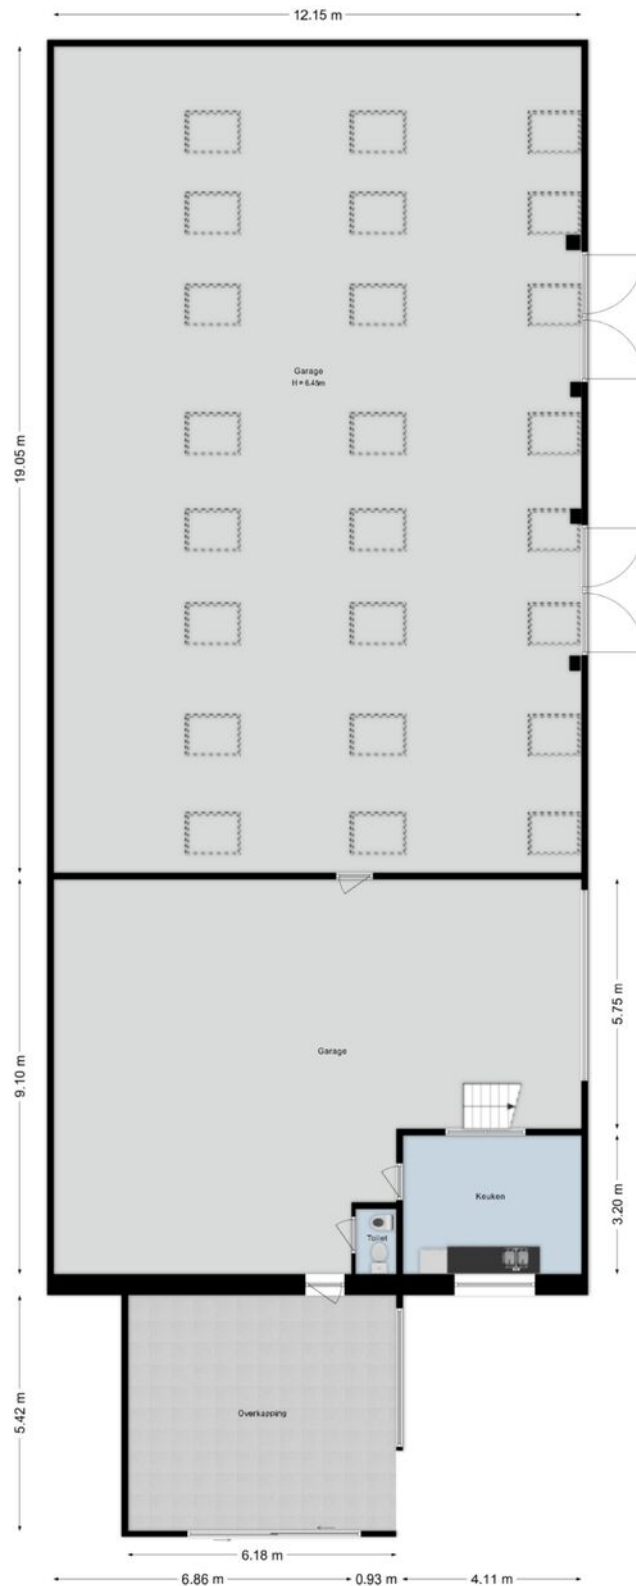 12.15 m
19.05 m
Garage
H = 6.45m
9.10 m
5.75 m
Garage
3.20 m
Keuken
Toilet
5.42 m
Overkapping
6.18 m
6.86 m
0.93 m
4.11 m